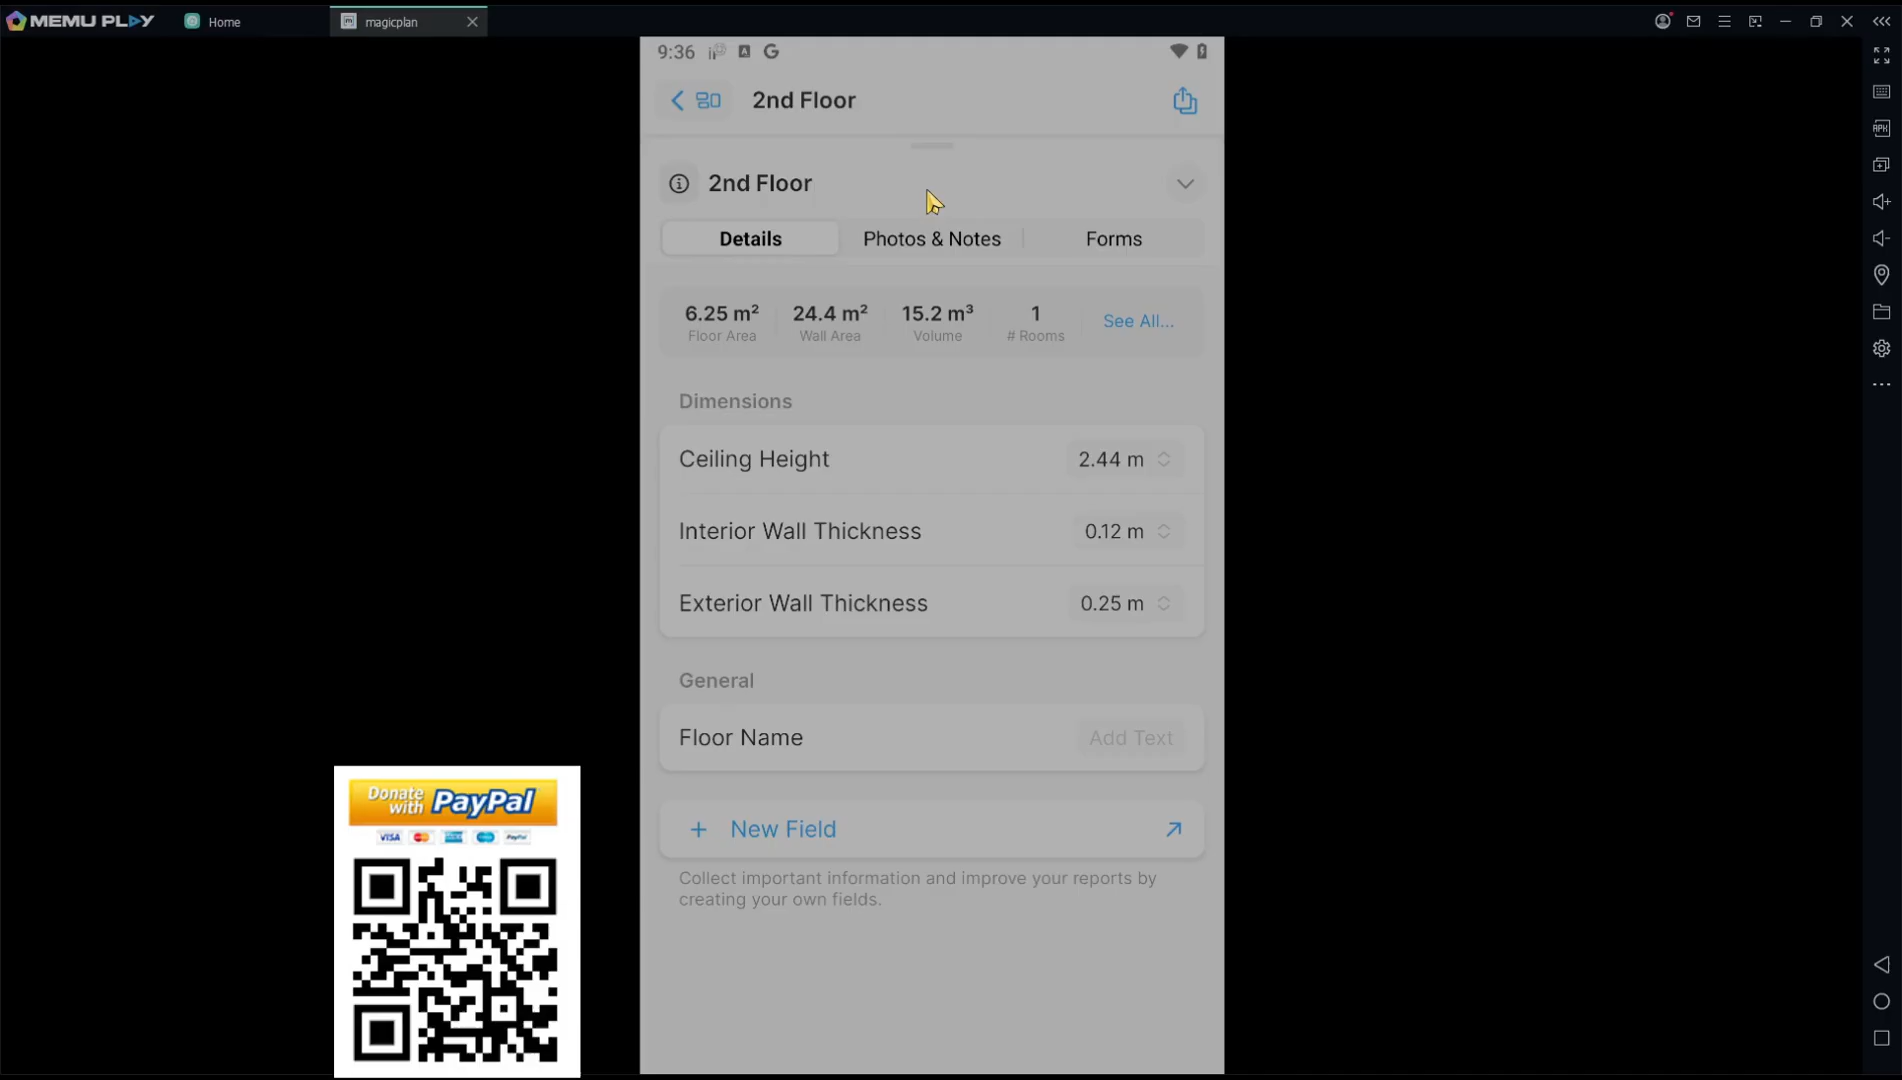 MEMU PLAY
Home
magicplan
9:36
2nd Floor
2nd Floor
Details
Photos & Notes
Forms
6.25 m² 24.4 m² 15.2 m³ 1
Floor Area Wall Area Volume # Rooms
See All...
Dimensions
Ceiling Height 2.44 m
Interior Wall Thickness 0.12 m
Exterior Wall Thickness 0.25 m
General
Floor Name Add Text
+ New Field
Collect important information and improve your reports by
creating your own fields.
Donate
with PayPal
VISA PayPal
APK